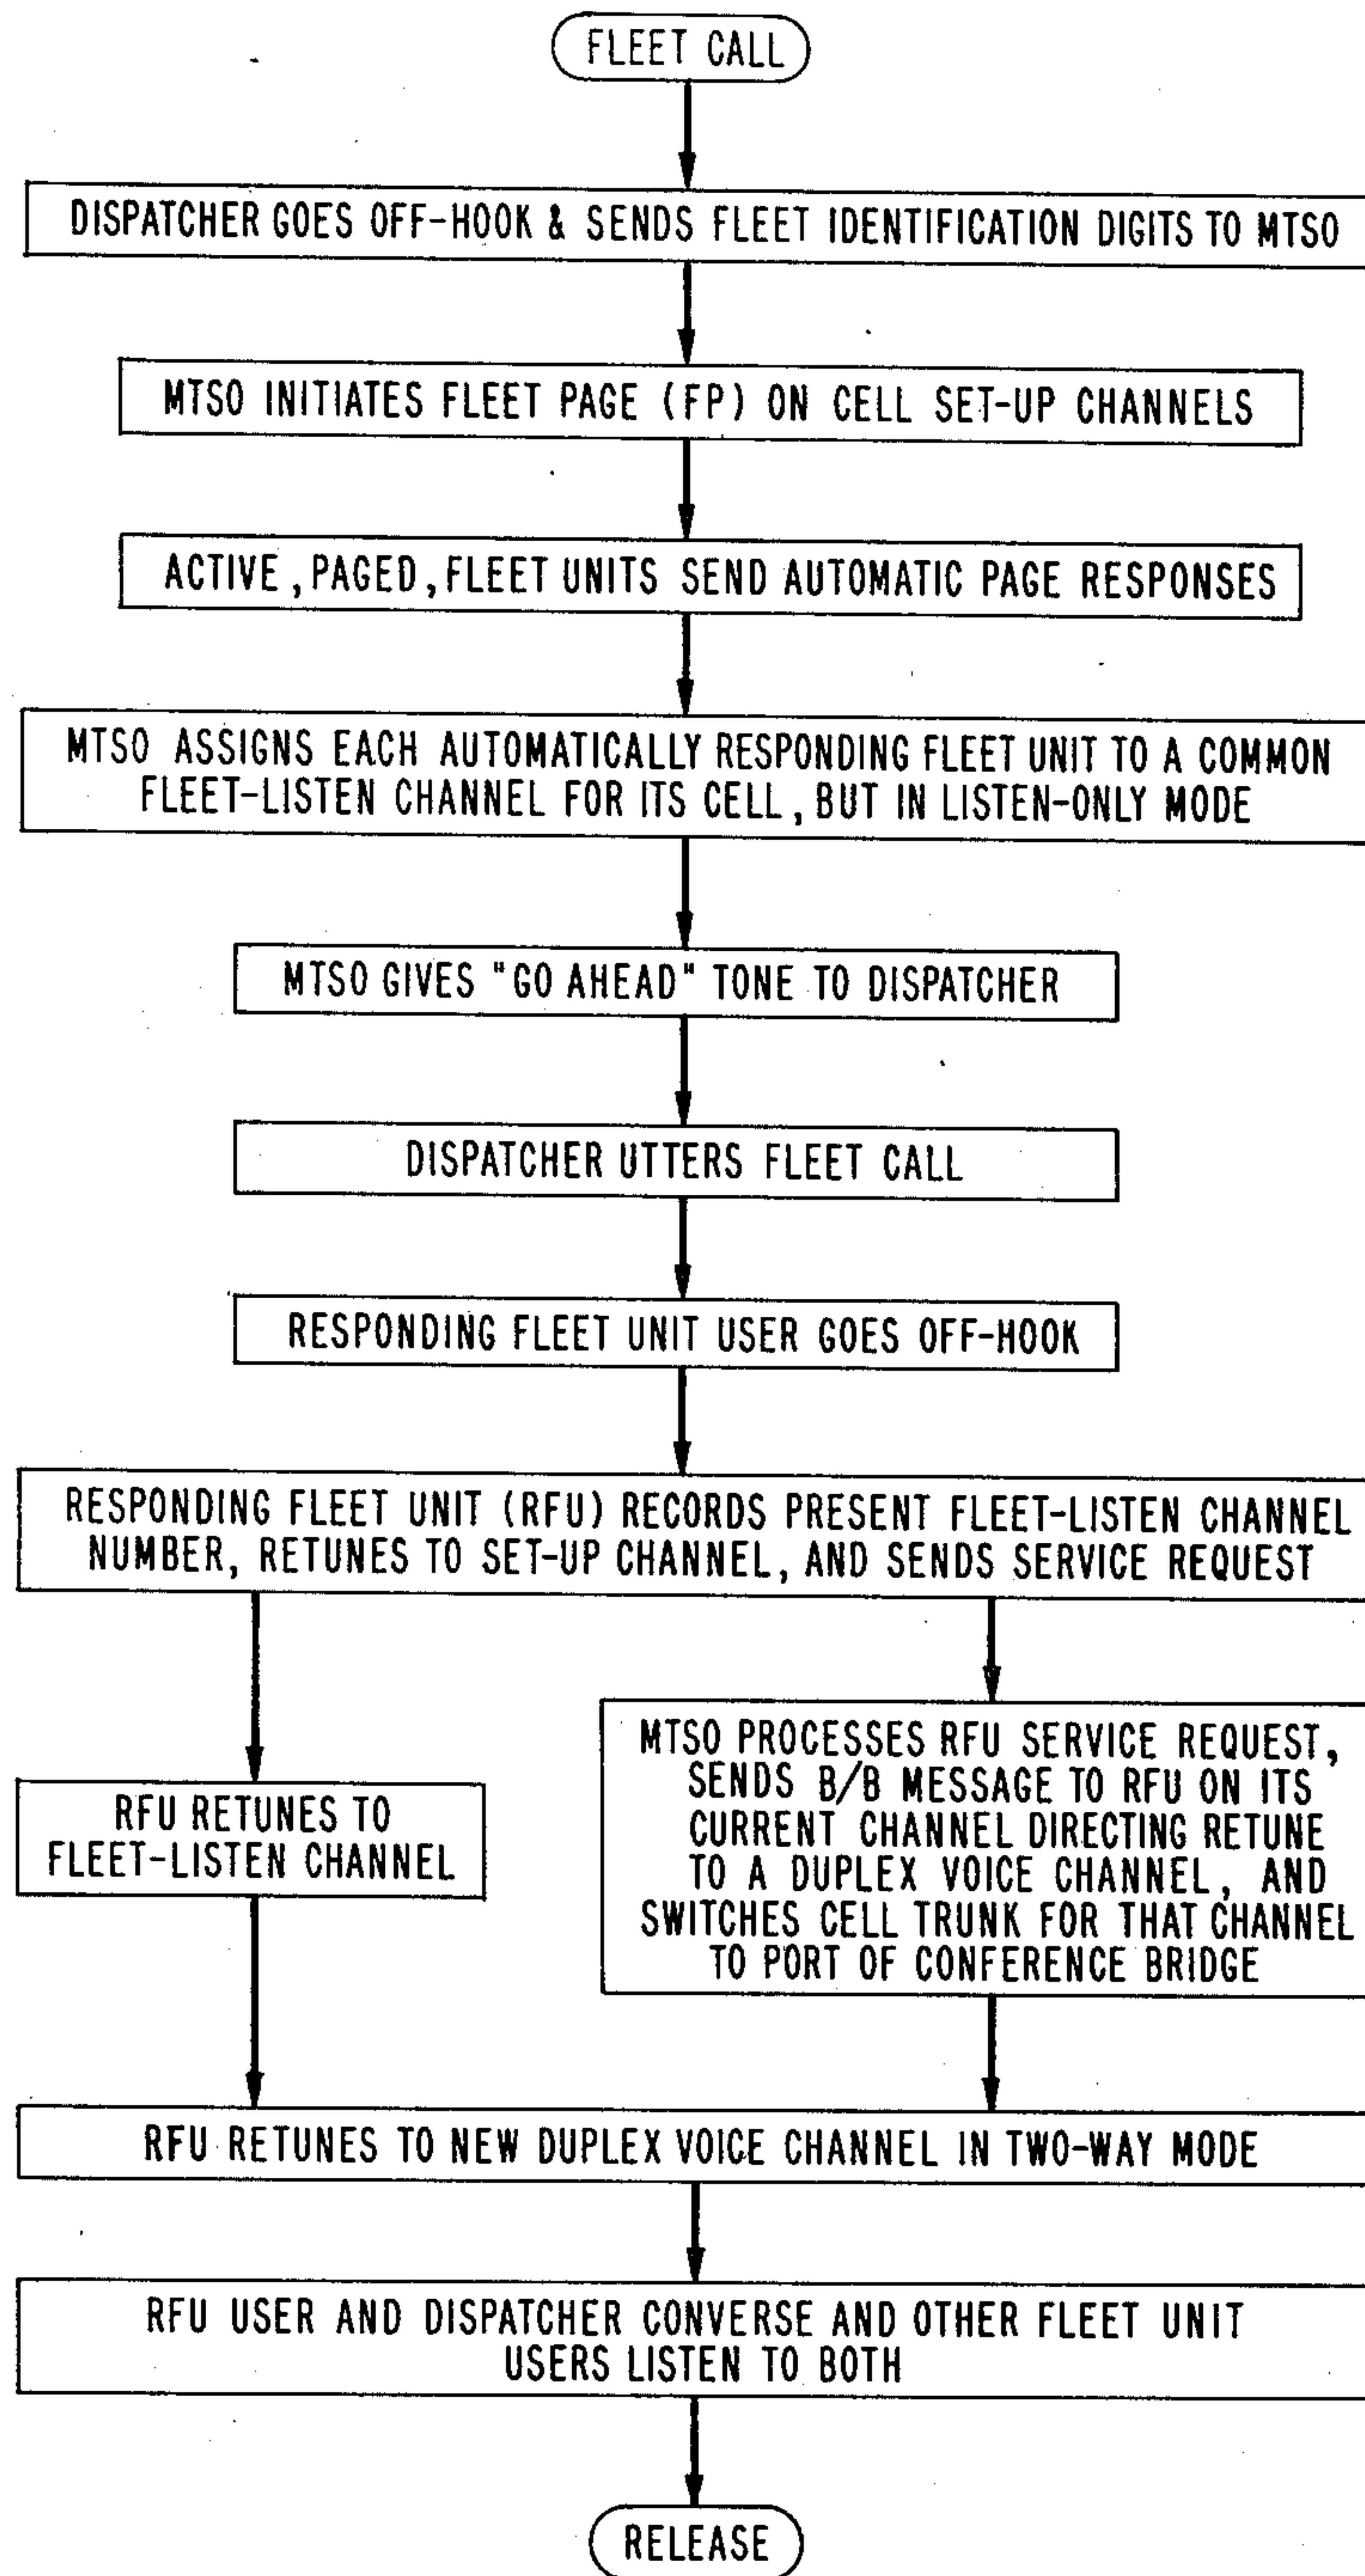 FLEET CALL
DISPATCHER GOES OFF-HOOK & SENDS FLEET IDENTIFICATION DIGITS TO MTSO
MTSO INITIATES FLEET PAGE (FP) ON CELL SET-UP CHANNELS
ACTIVE, PAGED, FLEET UNITS SEND AUTOMATIC PAGE RESPONSES
MTSO ASSIGNS EACH AUTOMATICALLY RESPONDING FLEET UNIT TO A COMMON
FLEET-LISTEN CHANNEL FOR ITS CELL, BUT IN LISTEN-ONLY MODE
MTSO GIVES "GO AHEAD" TONE TO DISPATCHER
DISPATCHER UTTERS FLEET CALL
RESPONDING FLEET UNIT USER GOES OFF-HOOK
RESPONDING FLEET UNIT (RFU) RECORDS PRESENT FLEET-LISTEN CHANNEL
NUMBER, RETUNES TO SET-UP CHANNEL, AND SENDS SERVICE REQUEST
RFU RETUNES TO
FLEET-LISTEN CHANNEL
MTSO PROCESSES RFU SERVICE REQUEST,
SENDS B/B MESSAGE TO RFU ON ITS
CURRENT CHANNEL DIRECTING RETUNE
TO A DUPLEX VOICE CHANNEL, AND
SWITCHES CELL TRUNK FOR THAT CHANNEL
TO PORT OF CONFERENCE BRIDGE
RFU RETUNES TO NEW DUPLEX VOICE CHANNEL IN TWO-WAY MODE
RFU USER AND DISPATCHER CONVERSE AND OTHER FLEET UNIT
USERS LISTEN TO BOTH
RELEASE